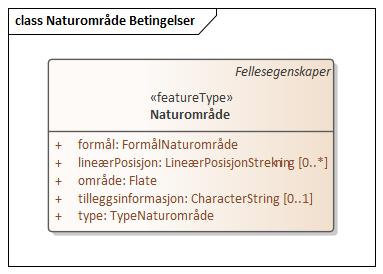 class Naturområde Betingelser
Fellesegenskaper
«featureType»
Naturområde
+ formål: FormålNaturområde
+ lineærPosisjon: LineærPosisjonStrekning [0..*]
+ område: Flate
+ tilleggsinformasjon: CharacterString [0..1]
+ type: TypeNaturområde